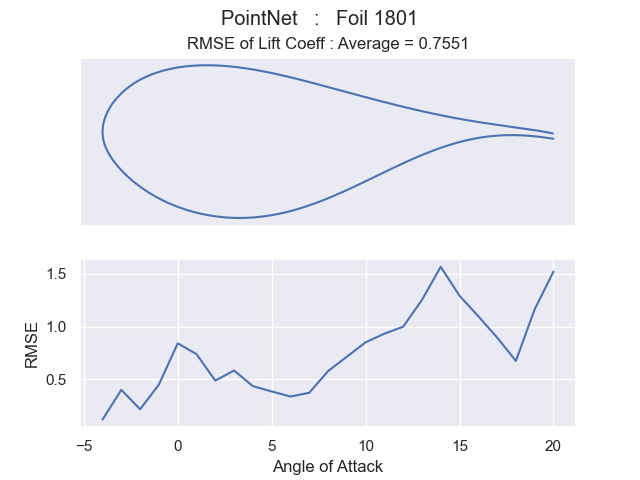 PointNet : Foil 1801
RMSE of Lift Coeff : Average = 0.7551
1.5
1.0
0.5
RMSE
−5 0 5 10 15 20
Angle of Attack